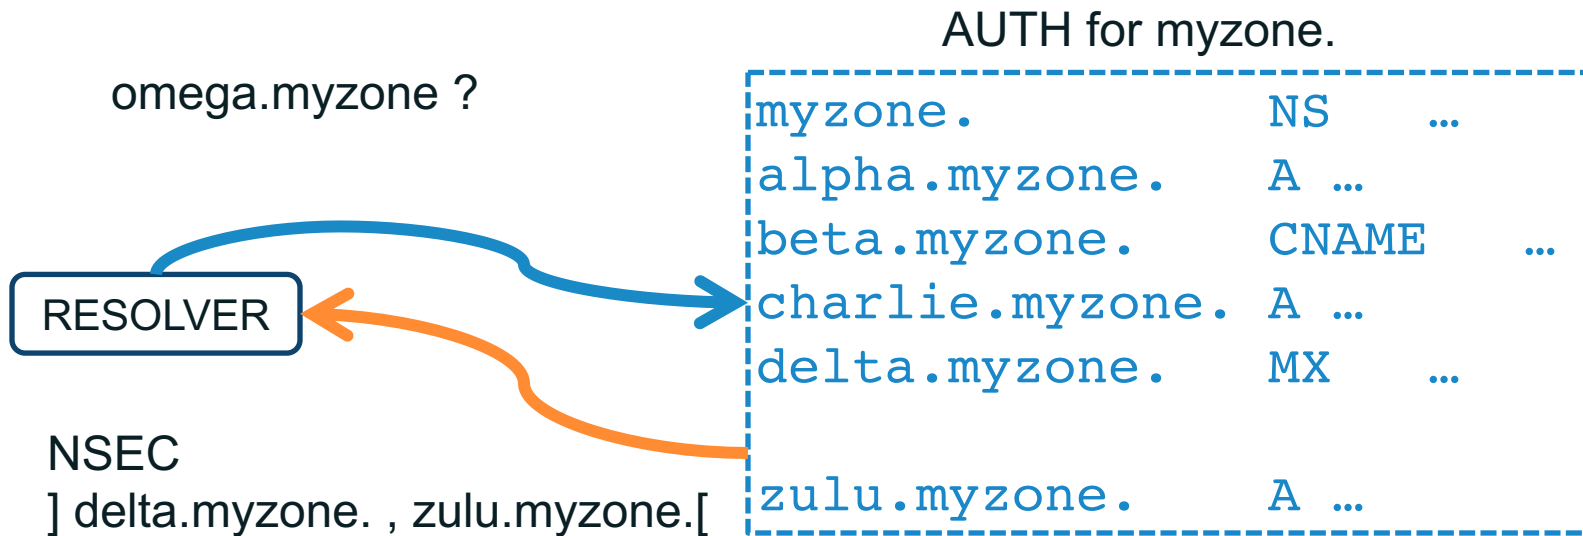 AUTH for myzone.
omega.myzone ?
myzone. NS …
alpha.myzone. A …
beta.myzone. CNAME …
charlie.myzone. A …
delta.myzone. MX …
zulu.myzone. A …
RESOLVER
NSEC
] delta.myzone. , zulu.myzone.[